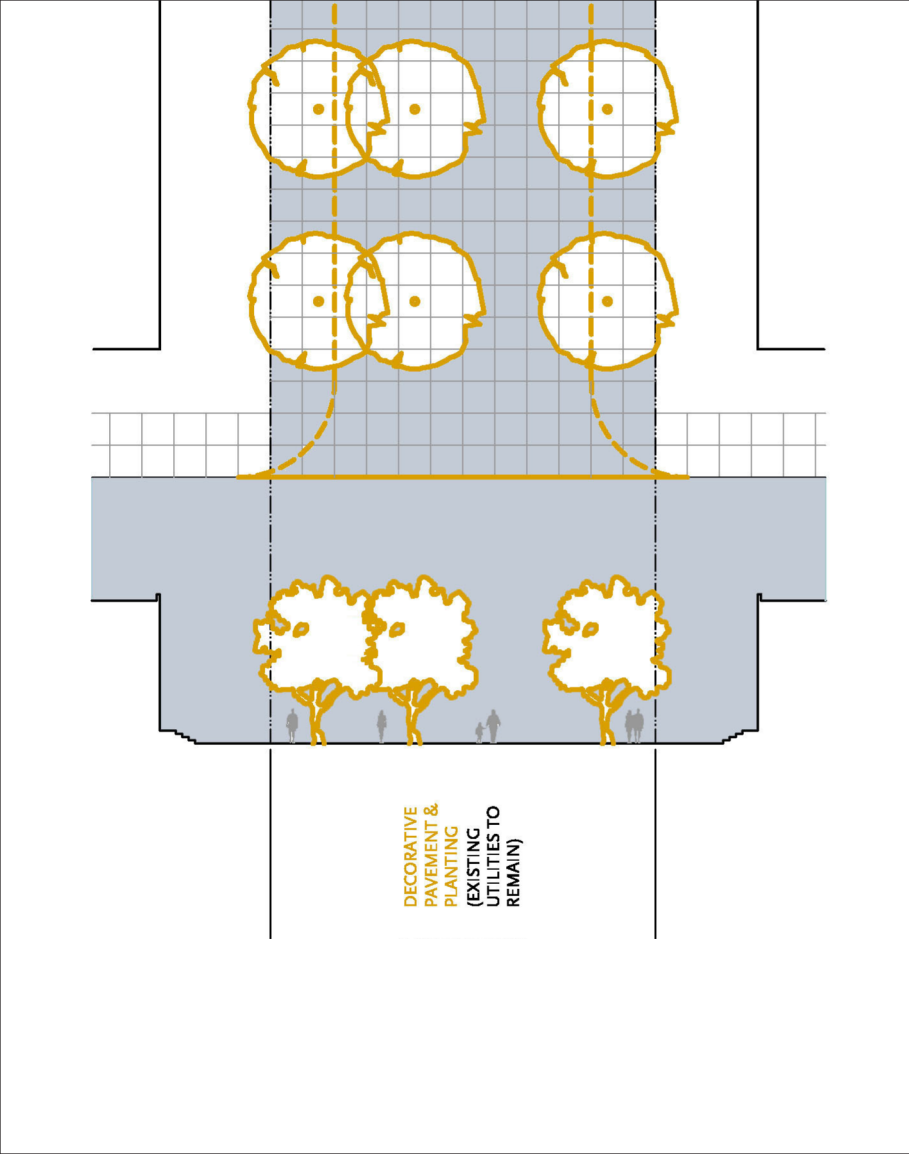 DECORATIVE
PAVEMENT &
PLANTING
(EXISTING
UTILITIES TO
REMAIN)